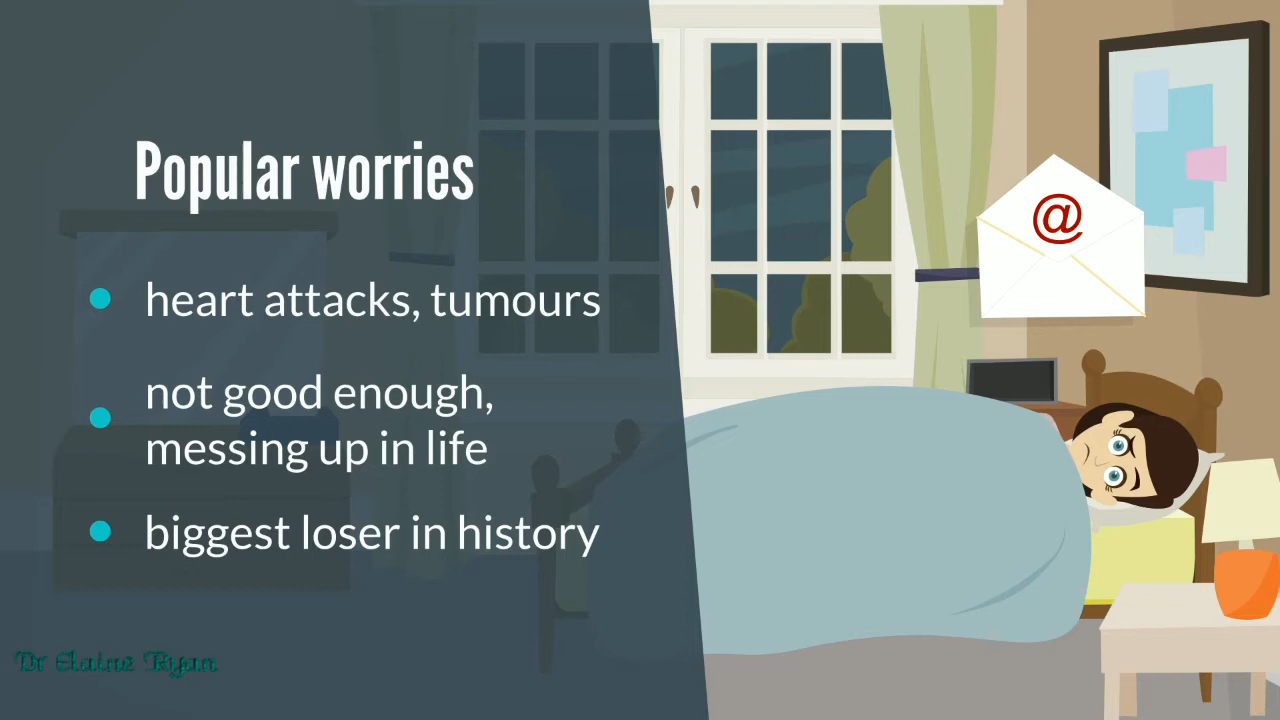 Popular worries
@
heart attacks, tumours
not good enough,
messing up in life
biggest loser in history
Dr Elaine Ryan